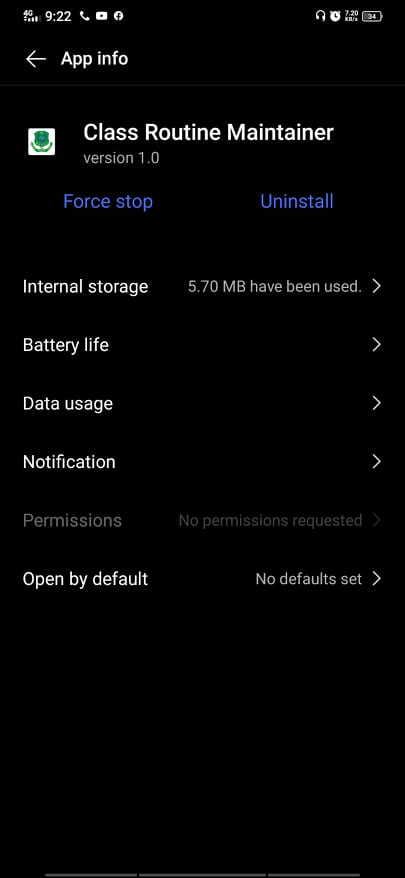 4G 9:22 7.20 KB/s 34
App info
Class Routine Maintainer
version 1.0
Force stop Uninstall
Internal storage 5.70 MB have been used.
Battery life
Data usage
Notification
Permissions No permissions requested
Open by default No defaults set